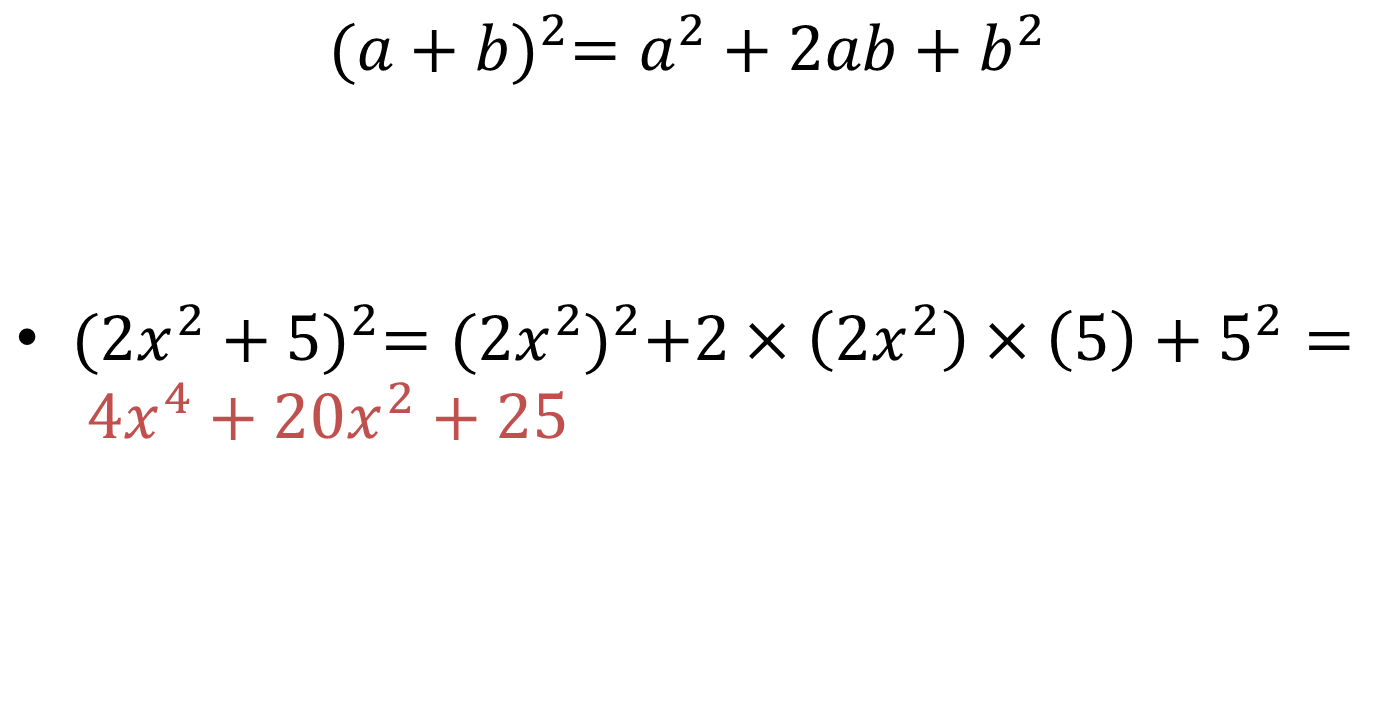 (a + b)²= a² + 2ab + b²
• (2x² + 5)²= (2x²)²+2 × (2x²) × (5) + 5² =
4x⁴ + 20x² + 25